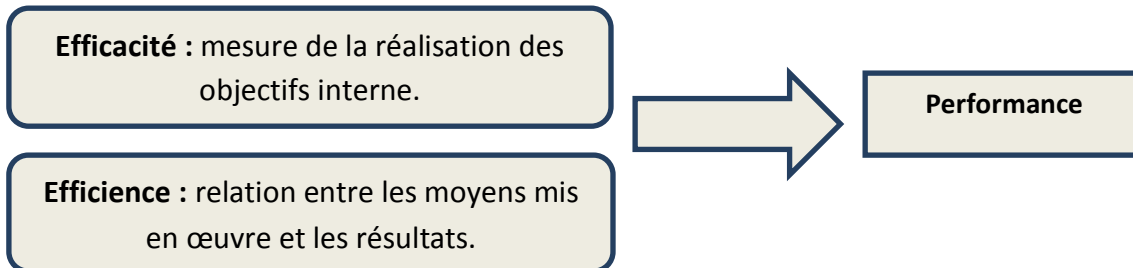 Efficacité : mesure de la réalisation des
objectifs interne.
Performance
Efficience : relation entre les moyens mis
en œuvre et les résultats.